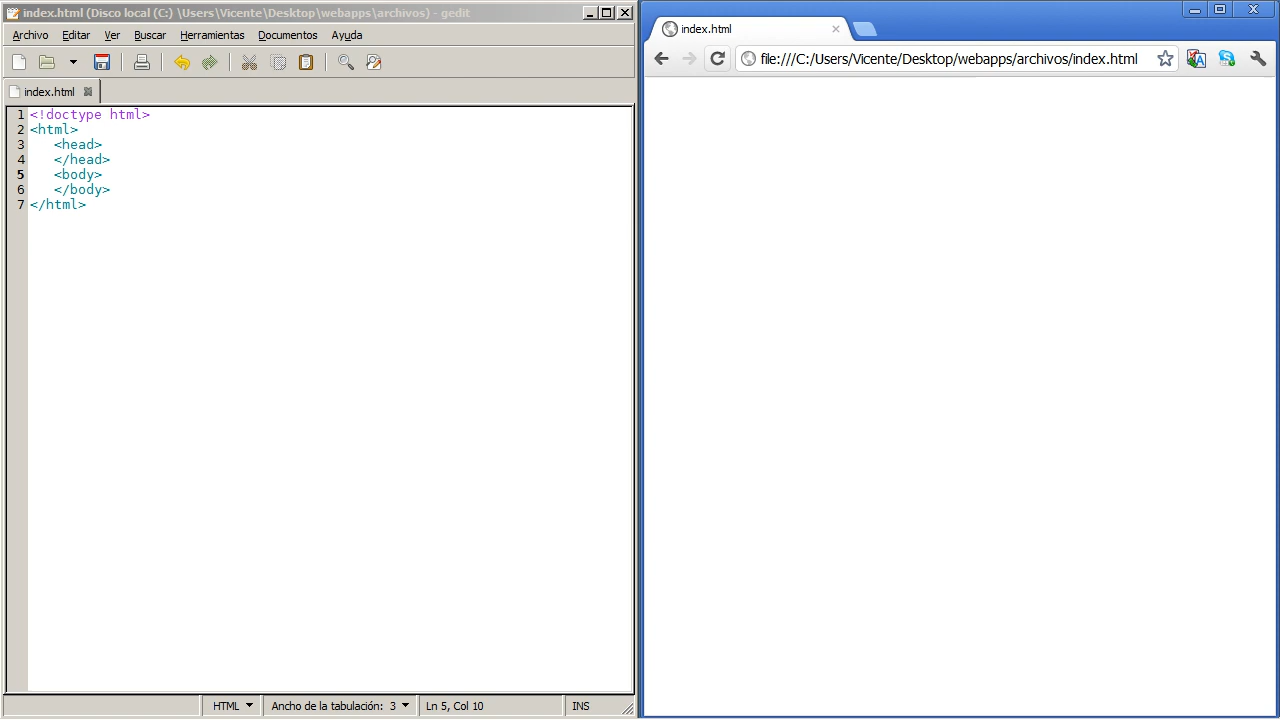 index.html (Disco local (C:) \Users\Vicente\Desktop\webapps\archivos) - gedit
Archivo Editar Ver Buscar Herramientas Documentos Ayuda
index.html
1 <!doctype html>
2 <html>
3 <head>
4 </head>
5 <body>
6 </body>
7 </html>
HTML Ancho de la tabulación: 3 Ln 5, Col 10 INS
index.html
file:///C:/Users/Vicente/Desktop/webapps/archivos/index.html